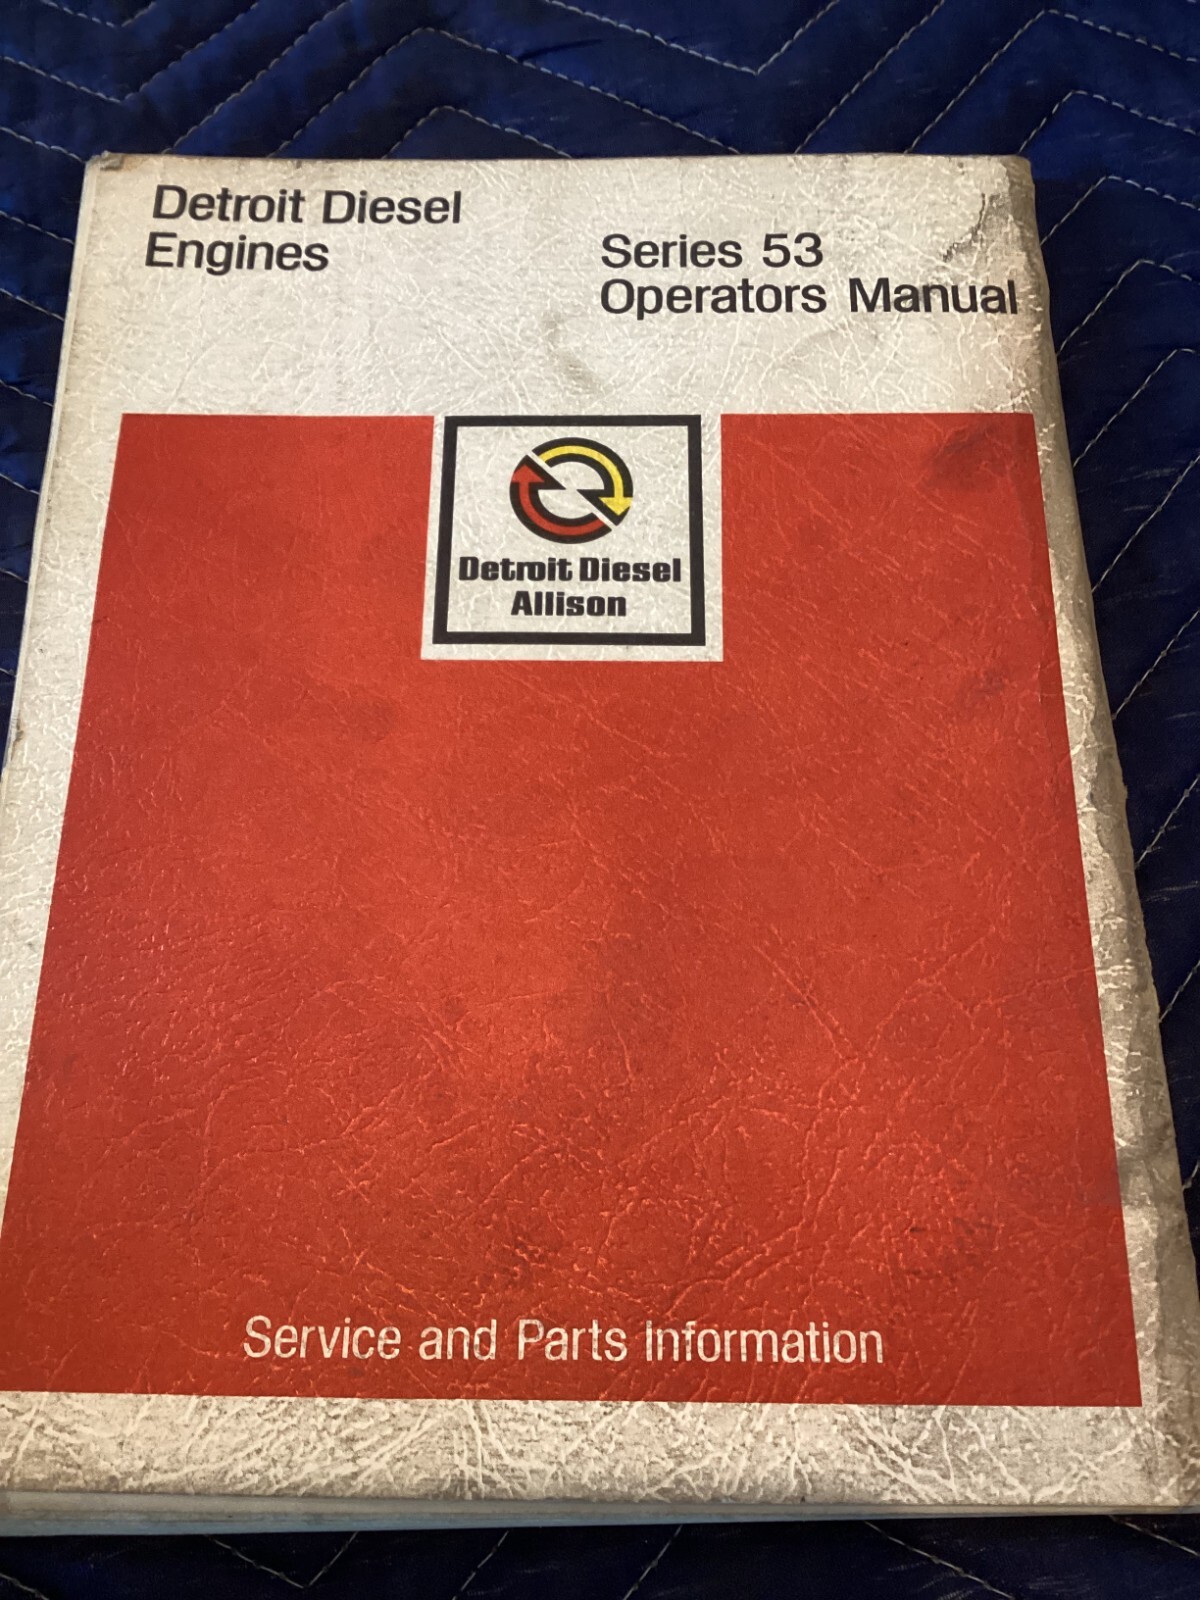 Detroit Diesel
Engines
Series 53
Operators Manual
Detroit Diesel
Allison
Service and Parts Information